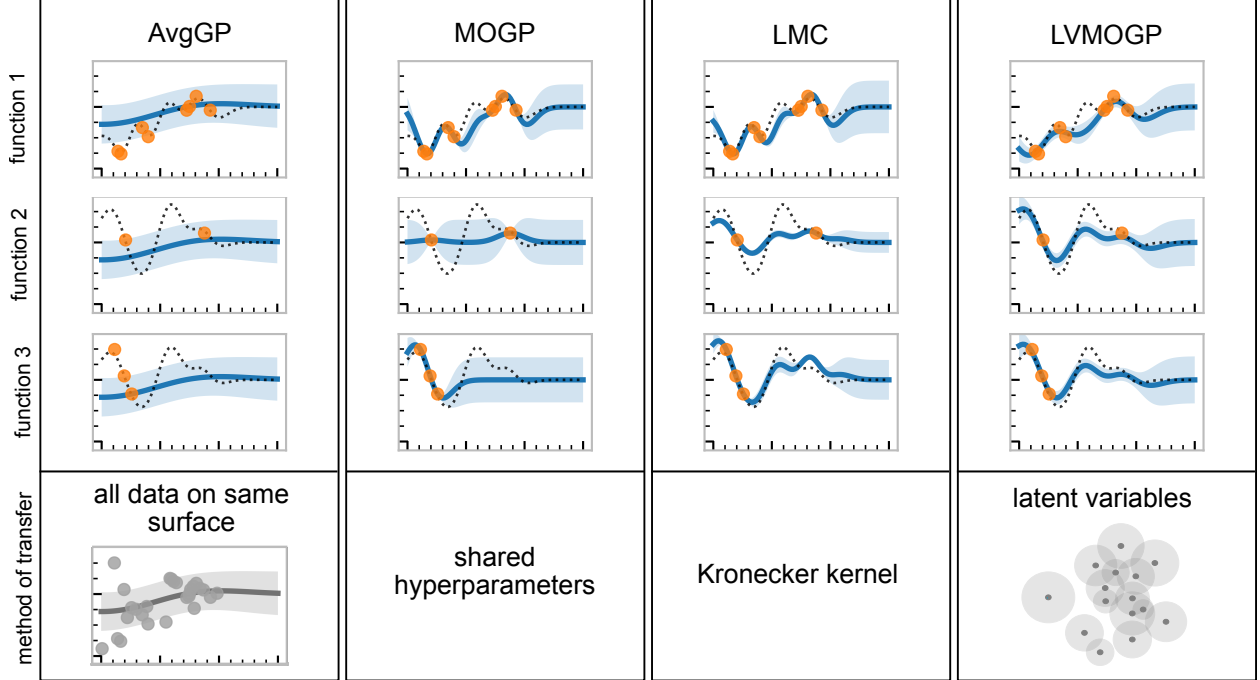 AvgGP
MOGP
LMC
LVMOGP
function 1
function 2
function 3
method of transfer
all data on same
surface
shared
hyperparameters
Kronecker kernel
latent variables